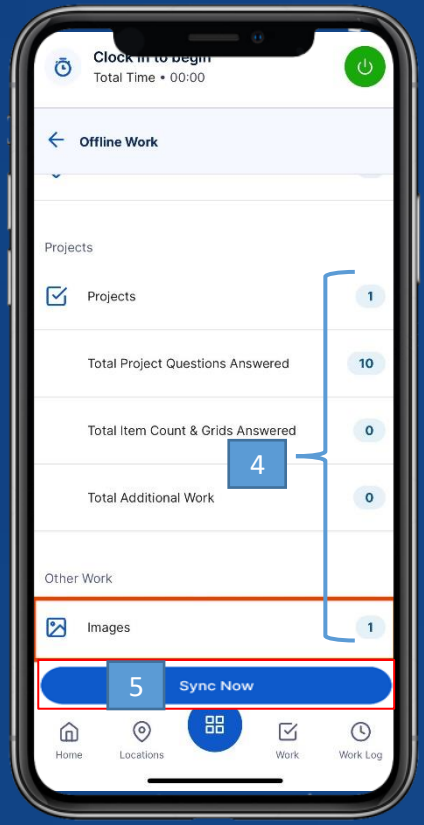 Clock in to begin
Total Time • 00:00
Offline Work
Projects
Projects 1
Total Project Questions Answered 10
Total Item Count & Grids Answered 0
4
Total Additional Work 0
Other Work
Images 1
5 Sync Now
Home Locations Work Work Log